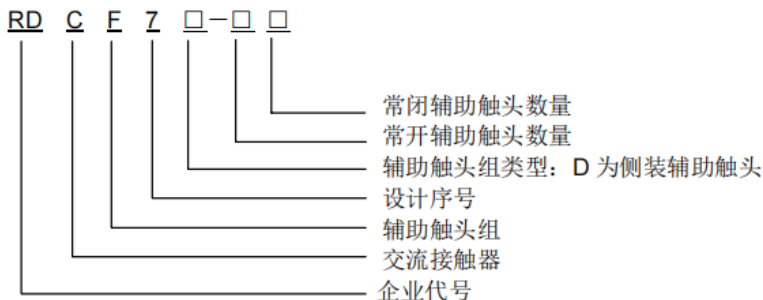 RD C F 7 □-□ □
常闭辅助触头数量
常开辅助触头数量
辅助触头组类型：D 为侧装辅助触头
设计序号
辅助触头组
交流接触器
企业代号